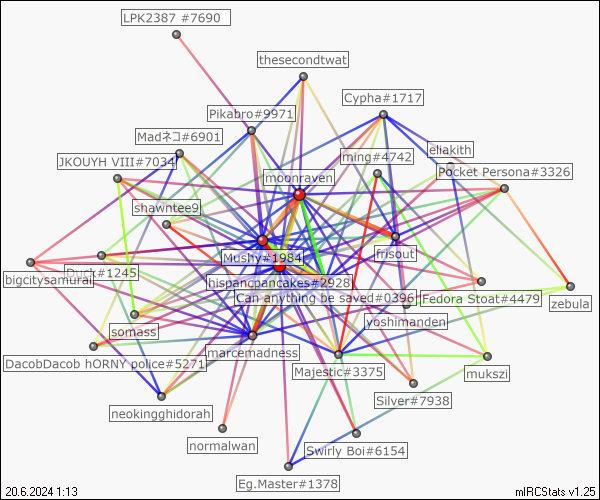 LPK2387 #7690
thesecondtwat
Cypha#1717
Pikabro#9971
Madネコ#6901
eliakith
ming#4742
JKOUYH VIII#7034
Pocket Persona#3326
moonraven
shawntee9
Mushy#1984
frisout
Duck#1245
bigcitysamurai
hispangpancakes#2928
Can anything be saved#0396
Fedora Stoat#4479
zebula
yoshimanden
somass
marcemadness
DacobDacob hORNY police#5271
Majestic#3375
mukszi
Silver#7938
neokingghidorah
normalwan
Swirly Boi#6154
Eg.Master#1378
20.6.2024 1:13
mIRCStats v1.25